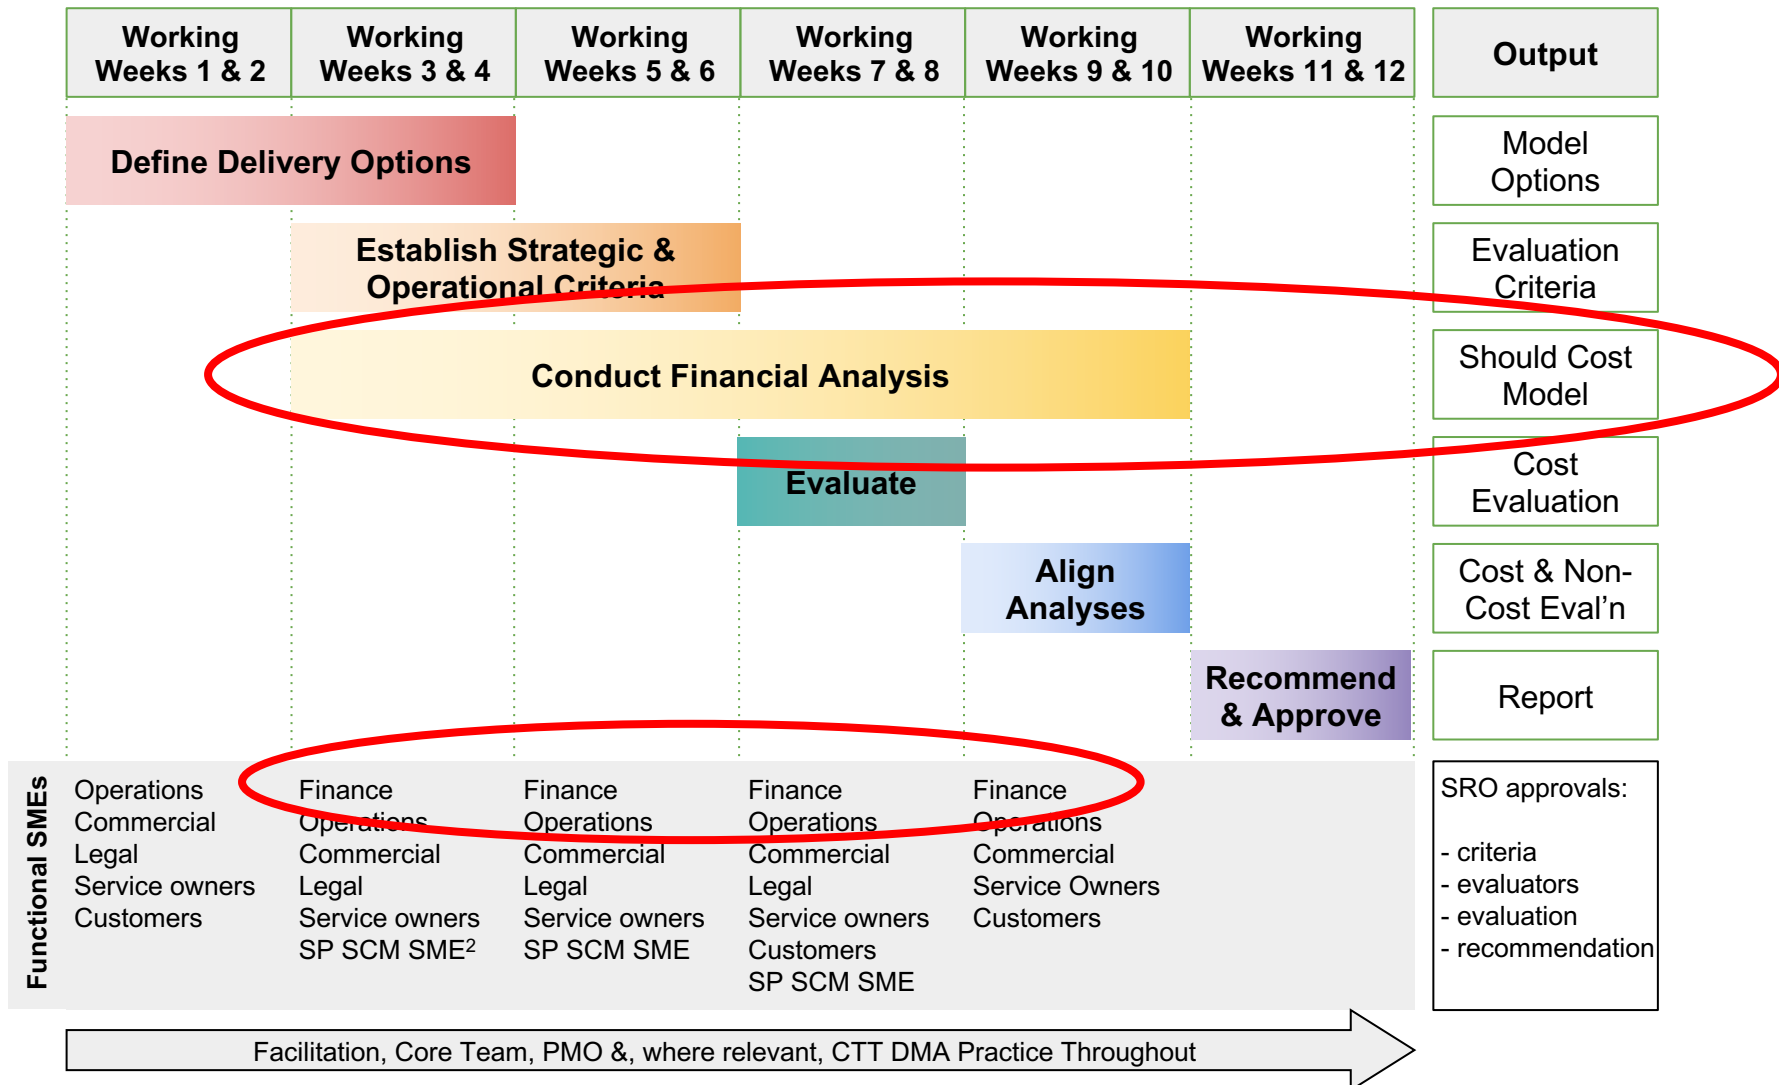 Working
Weeks 1 & 2
Working
Weeks 3 & 4
Working
Weeks 5 & 6
Working
Weeks 7 & 8
Working
Weeks 9 & 10
Working
Weeks 11 & 12
Output
Define Delivery Options
Model
Options
Establish Strategic &
Operational Criteria
Evaluation
Criteria
Conduct Financial Analysis
Should Cost
Model
Evaluate
Cost
Evaluation
Align
Analyses
Cost & Non-
Cost Eval’n
Recommend
& Approve
Report
Functional SMEs
Operations
Commercial
Legal
Service owners
Customers
Finance
Operations
Commercial
Legal
Service owners
SP SCM SME²
Finance
Operations
Commercial
Legal
Service owners
SP SCM SME
Finance
Operations
Commercial
Legal
Service owners
Customers
SP SCM SME
Finance
Operations
Commercial
Service Owners
Customers
SRO approvals:
- criteria
- evaluators
- evaluation
- recommendation
Facilitation, Core Team, PMO &, where relevant, CTT DMA Practice Throughout